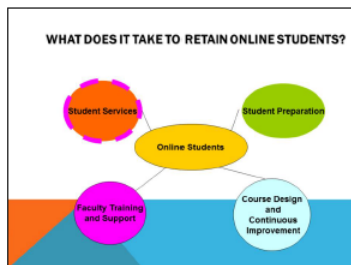 WHAT DOES IT TAKE TO RETAIN ONLINE STUDENTS?
Student Services
Student Preparation
Online Students
Faculty Training
and Support
Course Design
and
Continuous
Improvement